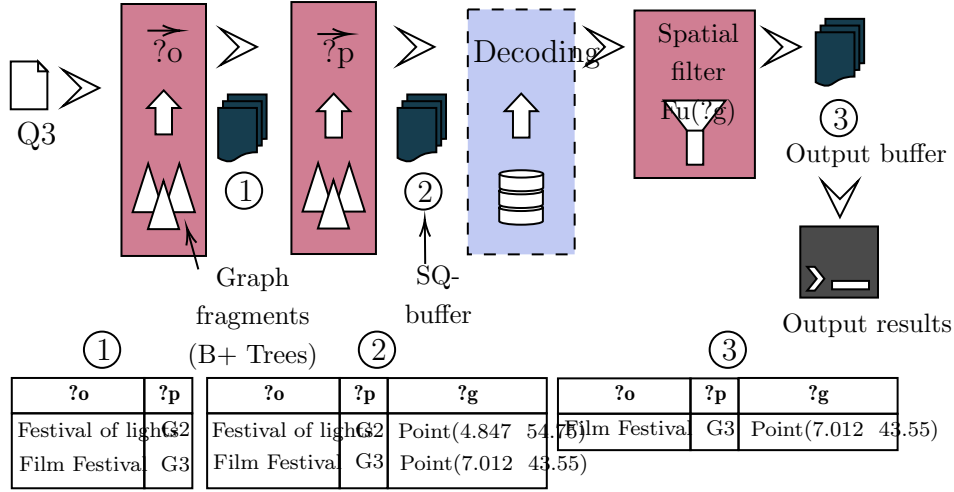 ?o
?p
Decoding
Spatial
filter
Fu(?g)
Q3
1
2
3
Output buffer
Graph
fragments
(B+ Trees)
SQ-
buffer
Output results
1
2
3
?o ?p
Festival of lights G2
Film Festival G3
?o ?p ?g
Festival of lights G2 Point(4.847 54.75)
Film Festival G3 Point(7.012 43.55)
?o ?p ?g
Film Festival G3 Point(7.012 43.55)